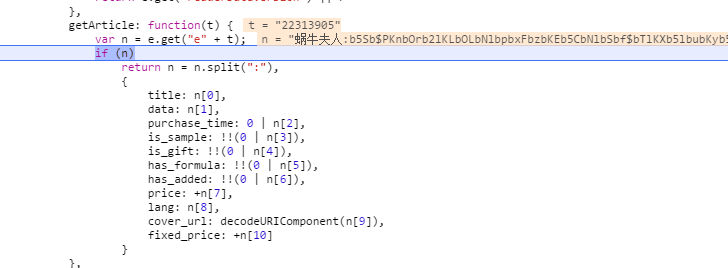 },
getArticle: function(t) { t = "22313905"
var n = e.get("e" + t); n = "蜗牛夫人:b5Sb$PKnbOrb2lKLbOLbNlbpbxFbzbKEb5CbNlbSbf$bTlKXb5lbubKyb5
if (n)
return n = n.split(":"),
{
title: n[0],
data: n[1],
purchase_time: 0 | n[2],
is_sample: !!(0 | n[3]),
is_gift: !!(0 | n[4]),
has_formula: !!(0 | n[5]),
has_added: !!(0 | n[6]),
price: +n[7],
lang: n[8],
cover_url: decodeURIComponent(n[9]),
fixed_price: +n[10]
}
},